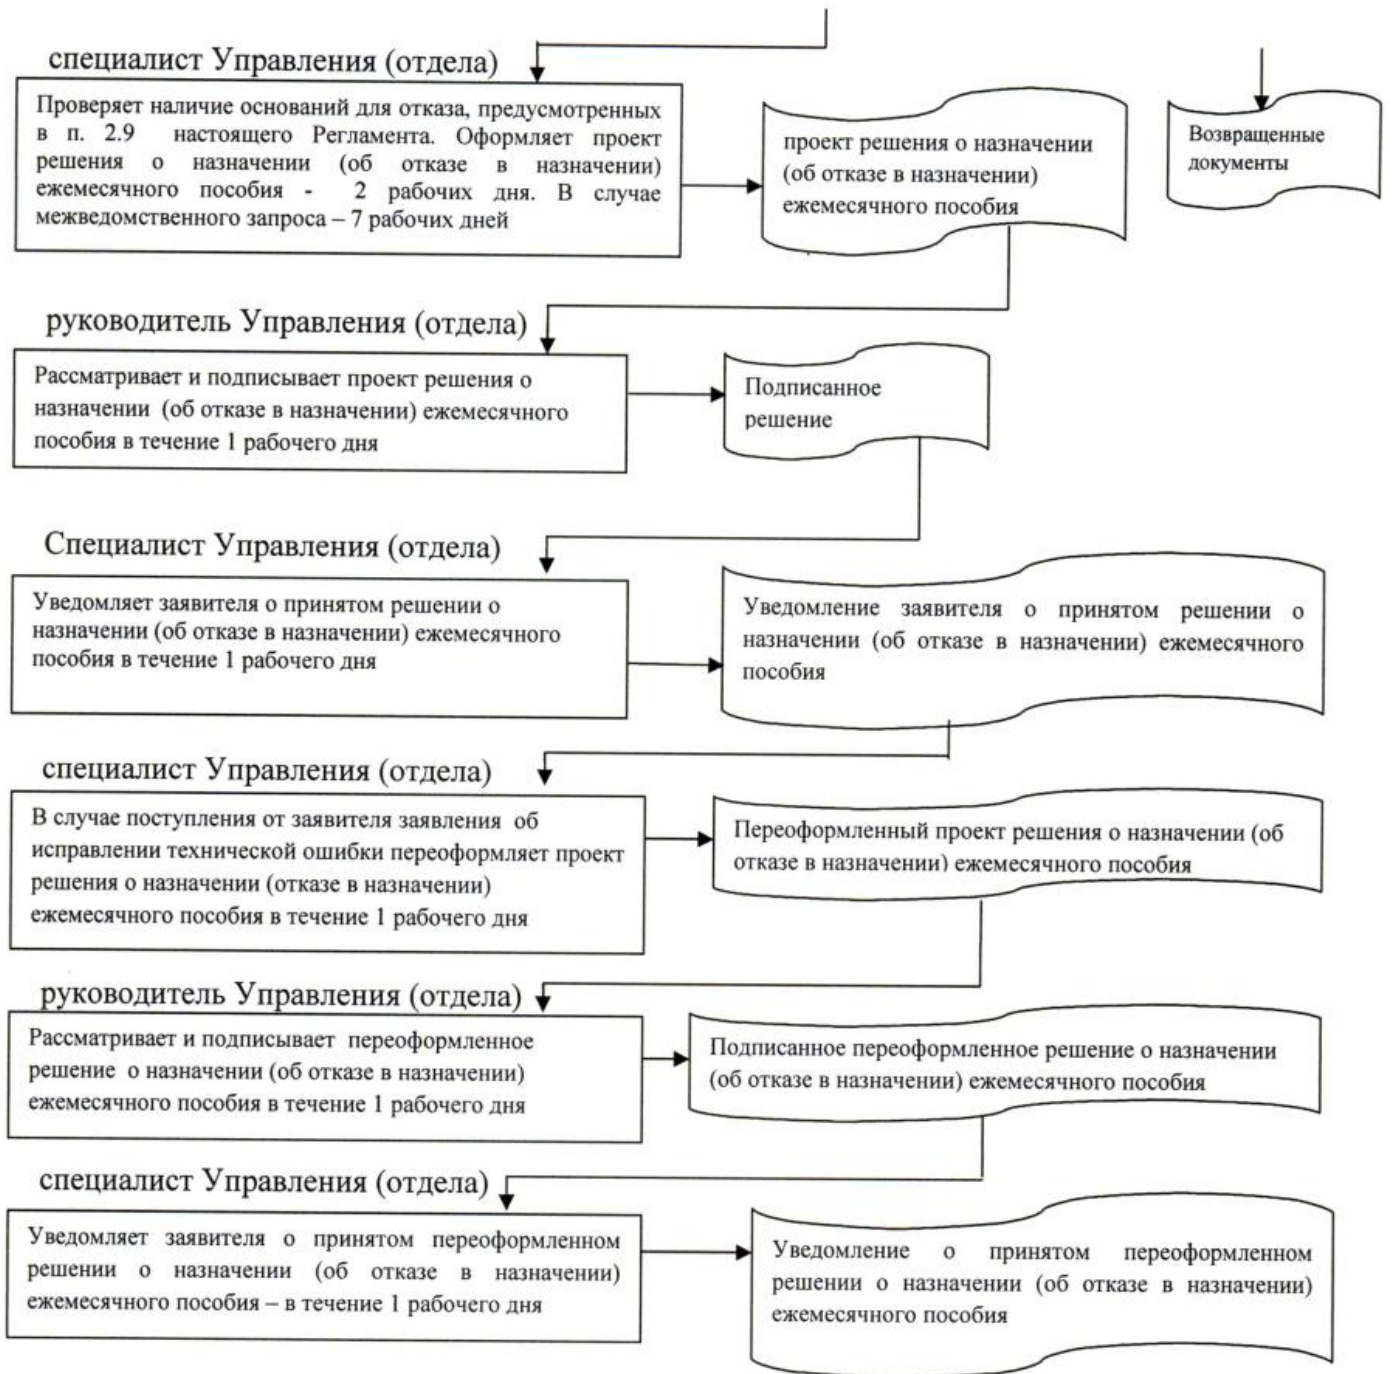 специалист Управления (отдела)
Проверяет наличие оснований для отказа, предусмотренных
в п. 2.9 настоящего Регламента. Оформляет проект
решения о назначении (об отказе в назначении)
ежемесячного пособия - 2 рабочих дня. В случае
межведомственного запроса – 7 рабочих дней
проект решения о назначении
(об отказе в назначении)
ежемесячного пособия
Возвращенные
документы
руководитель Управления (отдела)
Рассматривает и подписывает проект решения о
назначении (об отказе в назначении) ежемесячного
пособия в течение 1 рабочего дня
Подписанное
решение
Специалист Управления (отдела)
Уведомляет заявителя о принятом решении о
назначении (об отказе в назначении) ежемесячного
пособия в течение 1 рабочего дня
Уведомление заявителя о принятом решении о
назначении (об отказе в назначении) ежемесячного
пособия
специалист Управления (отдела)
В случае поступления от заявителя заявления об
исправлении технической ошибки переоформляет проект
решения о назначении (отказе в назначении)
ежемесячного пособия в течение 1 рабочего дня
Переоформленный проект решения о назначении (об
отказе в назначении) ежемесячного пособия
руководитель Управления (отдела)
Рассматривает и подписывает переоформленное
решение о назначении (об отказе в назначении)
ежемесячного пособия в течение 1 рабочего дня
Подписанное переоформленное решение о назначении
(об отказе в назначении) ежемесячного пособия
специалист Управления (отдела)
Уведомляет заявителя о принятом переоформленном
решении о назначении (об отказе в назначении)
ежемесячного пособия – в течение 1 рабочего дня
Уведомление о принятом переоформленном
решении о назначении (об отказе в назначении)
ежемесячного пособия